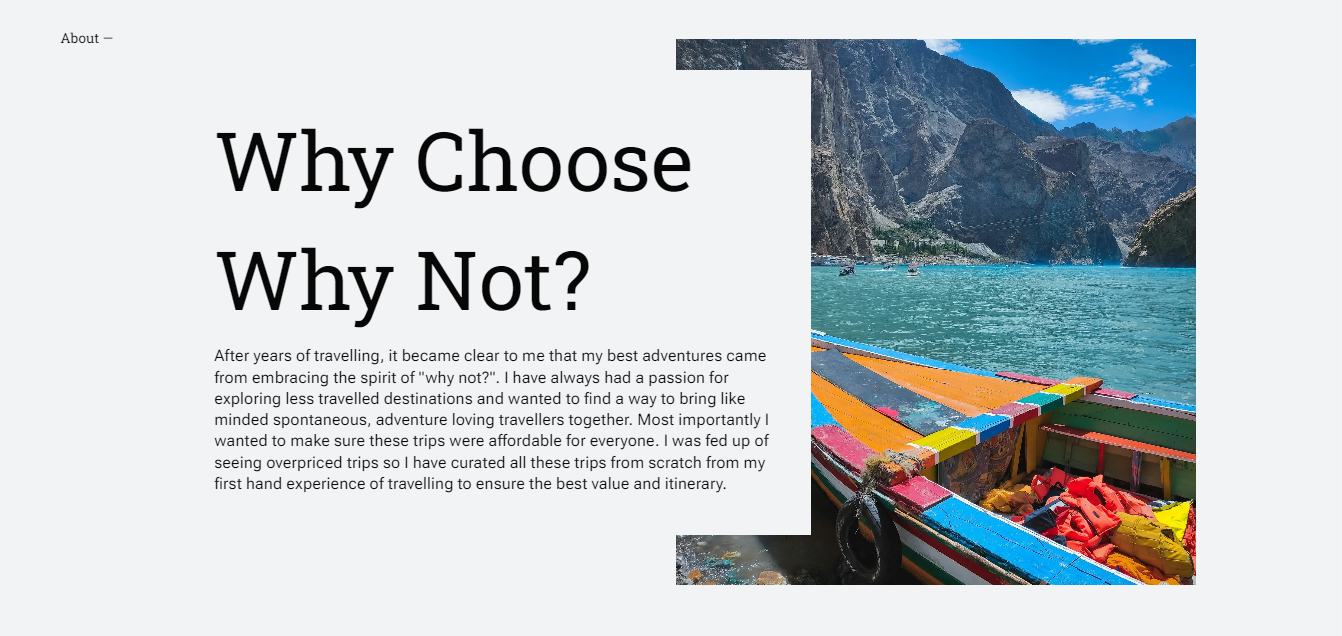 About —
Why Choose
Why Not?
After years of travelling, it became clear to me that my best adventures came
from embracing the spirit of "why not?". I have always had a passion for
exploring less travelled destinations and wanted to find a way to bring like
minded spontaneous, adventure loving travellers together. Most importantly I
wanted to make sure these trips were affordable for everyone. I was fed up of
seeing overpriced trips so I have curated all these trips from scratch from my
first hand experience of travelling to ensure the best value and itinerary.